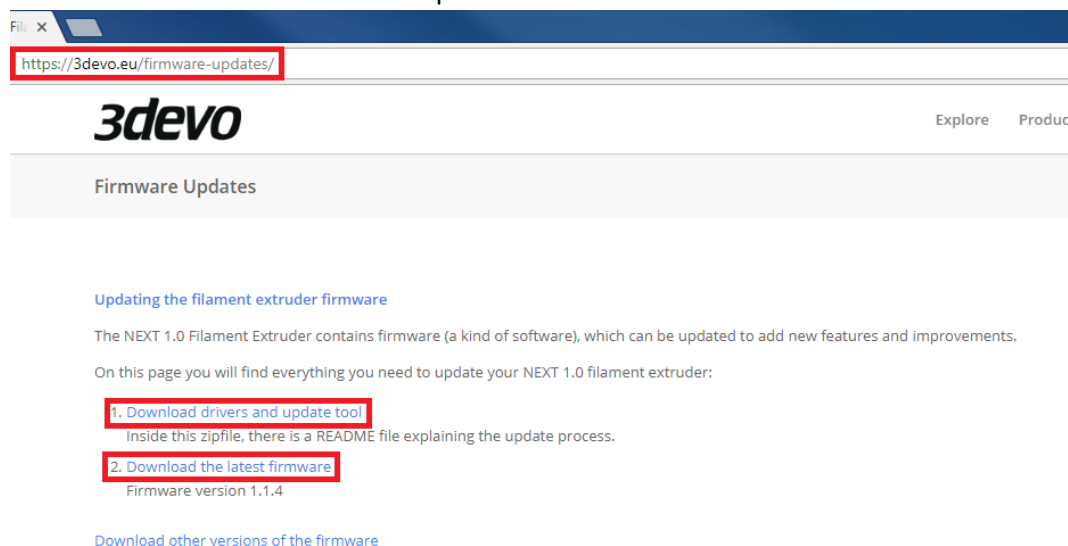 Fil
https://3devo.eu/firmware-updates/
3devo
Explore Produc
Firmware Updates
Updating the filament extruder firmware
The NEXT 1.0 Filament Extruder contains firmware (a kind of software), which can be updated to add new features and improvements.
On this page you will find everything you need to update your NEXT 1.0 filament extruder:
1. Download drivers and update tool
Inside this zipfile, there is a README file explaining the update process.
2. Download the latest firmware
Firmware version 1.1.4
Download other versions of the firmware